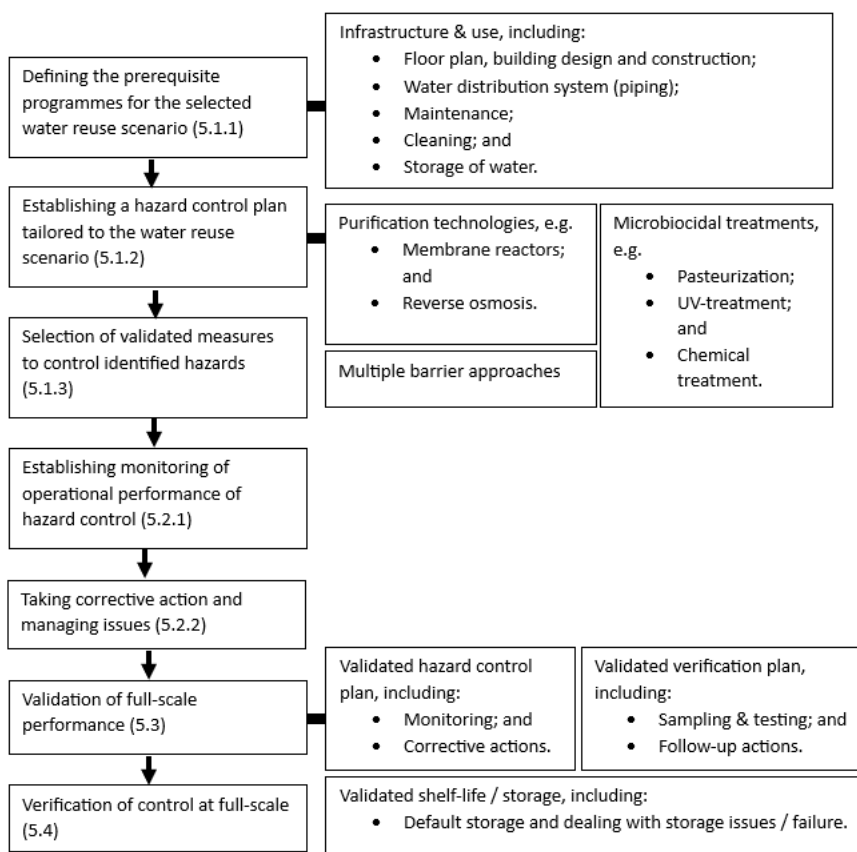 Defining the prerequisite
programmes for the selected
water reuse scenario (5.1.1)
Infrastructure & use, including:
• Floor plan, building design and construction;
• Water distribution system (piping);
• Maintenance;
• Cleaning; and
• Storage of water.
Establishing a hazard control plan
tailored to the water reuse
scenario (5.1.2)
Purification technologies, e.g.
• Membrane reactors;
and
• Reverse osmosis.
Microbiocidal treatments,
e.g.
• Pasteurization;
• UV-treatment;
and
• Chemical
treatment.
Multiple barrier approaches
Selection of validated measures
to control identified hazards
(5.1.3)
Establishing monitoring of
operational performance of
hazard control (5.2.1)
Taking corrective action and
managing issues (5.2.2)
Validation of full-scale
performance (5.3)
Validated hazard control
plan, including:
• Monitoring; and
• Corrective actions.
Validated verification plan,
including:
• Sampling & testing; and
• Follow-up actions.
Validated shelf-life / storage, including:
• Default storage and dealing with storage issues / failure.
Verification of control at full-scale
(5.4)